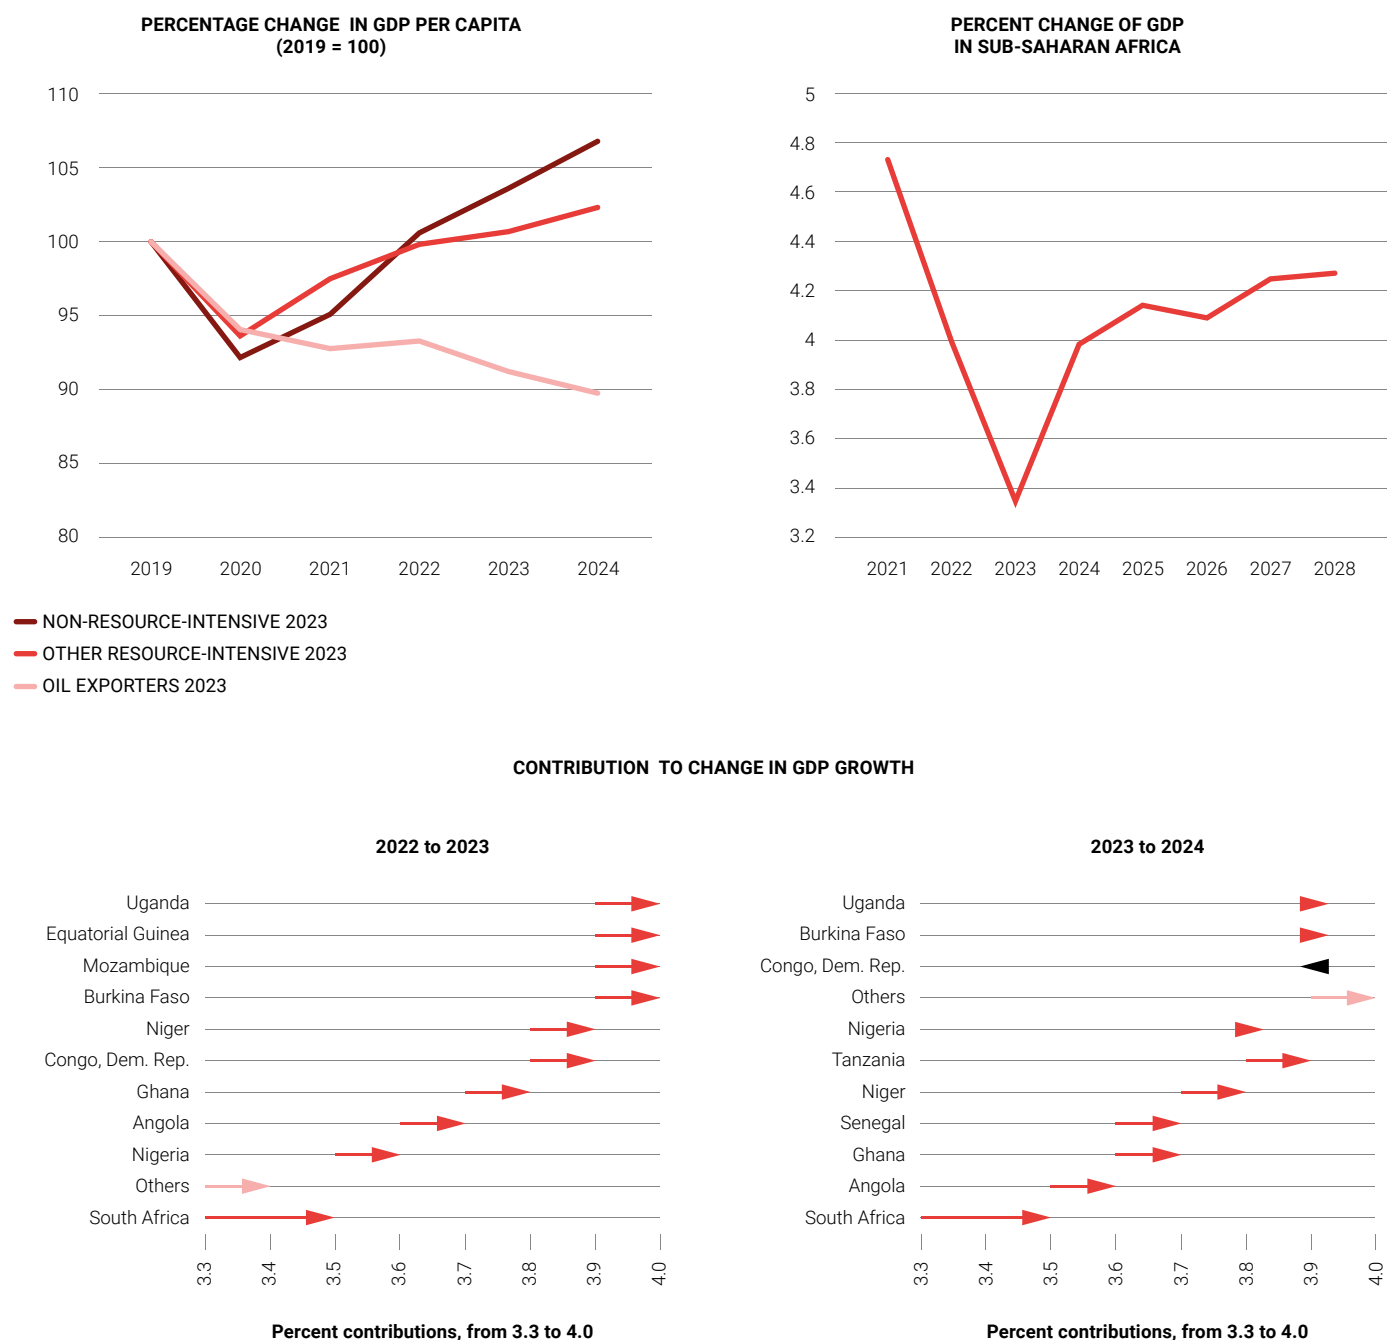 PERCENTAGE CHANGE IN GDP PER CAPITA
(2019 = 100)
110
105
100
95
90
85
80
2019 2020 2021 2022 2023 2024
NON-RESOURCE-INTENSIVE 2023
OTHER RESOURCE-INTENSIVE 2023
OIL EXPORTERS 2023
PERCENT CHANGE OF GDP
IN SUB-SAHARAN AFRICA
5
4.8
4.6
4.4
4.2
4
3.8
3.6
3.4
3.2
2021 2022 2023 2024 2025 2026 2027 2028
CONTRIBUTION TO CHANGE IN GDP GROWTH
2022 to 2023
Uganda
Equatorial Guinea
Mozambique
Burkina Faso
Niger
Congo, Dem. Rep.
Ghana
Angola
Nigeria
Others
South Africa
3.3 3.4 3.5 3.6 3.7 3.8 3.9 4.0
Percent contributions, from 3.3 to 4.0
2023 to 2024
Uganda
Burkina Faso
Congo, Dem. Rep.
Others
Nigeria
Tanzania
Niger
Senegal
Ghana
Angola
South Africa
3.3 3.4 3.5 3.6 3.7 3.8 3.9 4.0
Percent contributions, from 3.3 to 4.0